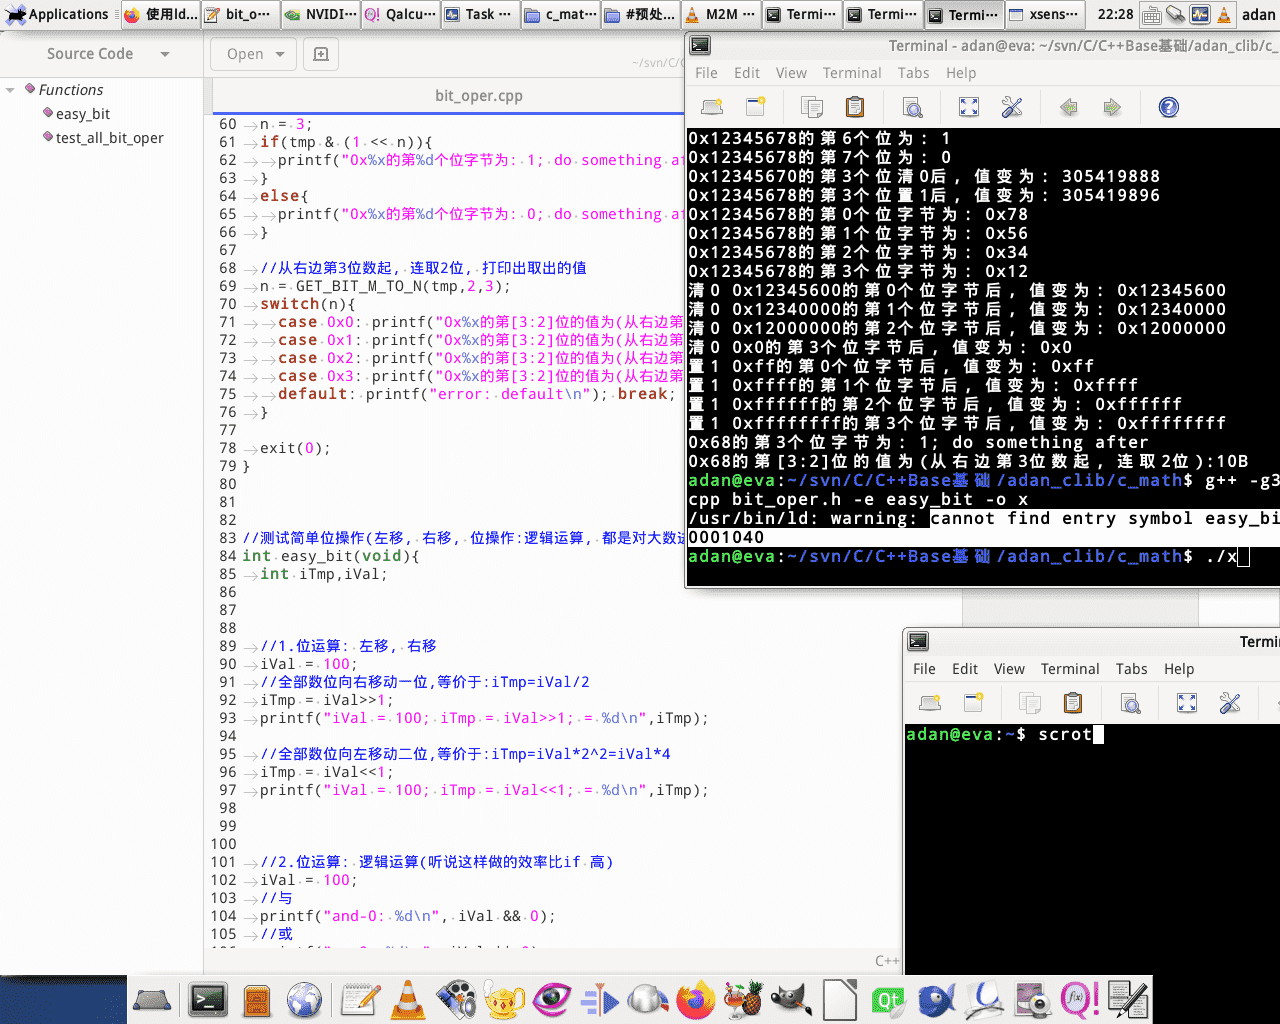 Applications
使用ld...
bit_o...
NVIDI...
Qalcu...
Task ...
c_mat...
#预处...
M2M ...
Termi...
Termi...
Termi...
xsens...
22:28
adan
Source Code
Open
~/svn/C/C
Functions
easy_bit
test_all_bit_oper
bit_oper.cpp
60 n = 3;
61 if(tmp & (1 << n)){
62 printf("0x%x的第%d个位字节为: 1; do something af
63 }
64 else{
65 printf("0x%x的第%d个位字节为: 0; do something af
66 }
67
68 //从右边第3位数起, 连取2位, 打印出取出的值
69 n = GET_BIT_M_TO_N(tmp,2,3);
70 switch(n){
71 case 0x0: printf("0x%x的第[3:2]位的值为(从右边第
72 case 0x1: printf("0x%x的第[3:2]位的值为(从右边第
73 case 0x2: printf("0x%x的第[3:2]位的值为(从右边第
74 case 0x3: printf("0x%x的第[3:2]位的值为(从右边第
75 default: printf("error: default\n"); break;
76 }
77
78 exit(0);
79 }
80
81
82
83 //测试简单位操作(左移, 右移, 位操作:逻辑运算, 都是对大数进
84 int easy_bit(void){
85 int iTmp,iVal;
86
87
88
89 //1.位运算: 左移, 右移
90 iVal = 100;
91 //全部数位向右移动一位,等价于:iTmp=iVal/2
92 iTmp = iVal>>1;
93 printf("iVal = 100; iTmp = iVal>>1; = %d\n",iTmp);
94
95 //全部数位向左移动二位,等价于:iTmp=iVal*2^2=iVal*4
96 iTmp = iVal<<1;
97 printf("iVal = 100; iTmp = iVal<<1; = %d\n",iTmp);
98
99
100
101 //2.位运算: 逻辑运算(听说这样做的效率比if 高)
102 iVal = 100;
103 //与
104 printf("and-0: %d\n", iVal && 0);
105 //或
C++
Terminal - adan@eva: ~/svn/C/C++Base基础/adan_clib/c_
File Edit View Terminal Tabs Help
0x12345678的第6个位为: 1
0x12345678的第7个位为: 0
0x12345670的第3个位清0后, 值变为: 305419888
0x12345678的第3个位置1后, 值变为: 305419896
0x12345678的第0个位字节为: 0x78
0x12345678的第1个位字节为: 0x56
0x12345678的第2个位字节为: 0x34
0x12345678的第3个位字节为: 0x12
清0 0x12345600的第0个位字节后, 值变为: 0x12345600
清0 0x12340000的第1个位字节后, 值变为: 0x12340000
清0 0x12000000的第2个位字节后, 值变为: 0x12000000
清0 0x0的第3个位字节后, 值变为: 0x0
置1 0xff的第0个位字节后, 值变为: 0xff
置1 0xffff的第1个位字节后, 值变为: 0xffff
置1 0xffffff的第2个位字节后, 值变为: 0xffffff
置1 0xffffffff的第3个位字节后, 值变为: 0xffffffff
0x68的第3个位字节为: 1; do something after
0x68的第[3:2]位的值为(从右边第3位数起, 连取2位):10B
adan@eva:~/svn/C/C++Base基础/adan_clib/c_math$ g++ -g3
cpp bit_oper.h -e easy_bit -o x
/usr/bin/ld: warning: cannot find entry symbol easy_bi
0001040
adan@eva:~/svn/C/C++Base基础/adan_clib/c_math$ ./x
Termi
File Edit View Terminal Tabs Help
adan@eva:~$ scrot